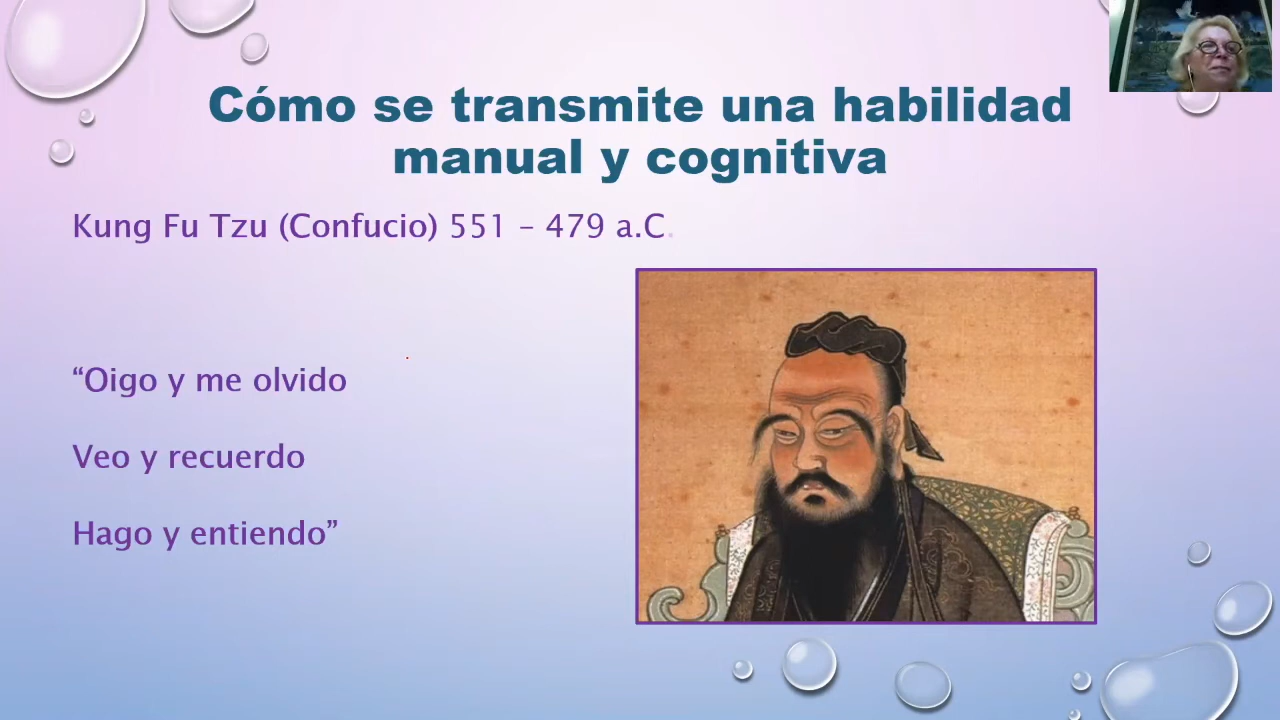 Cómo se transmite una habilidad
manual y cognitiva
Kung Fu Tzu (Confucio) 551 – 479 a.C.
“Oigo y me olvido
Veo y recuerdo
Hago y entiendo”